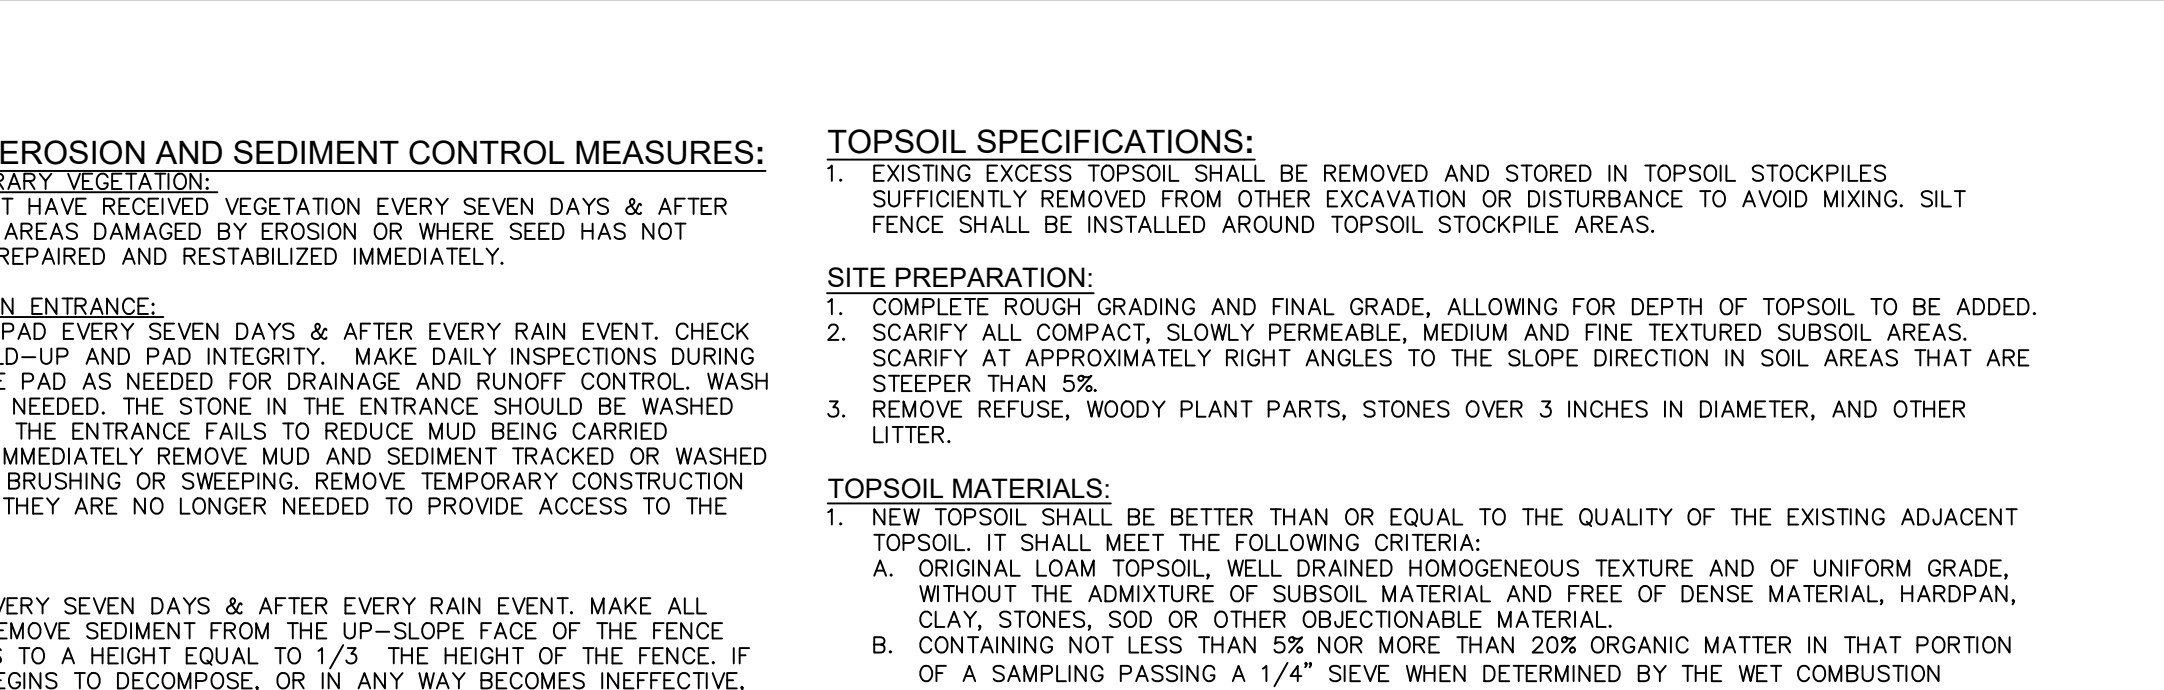 EROSION AND SEDIMENT CONTROL MEASURES:
VEGETATION:
HAVE RECEIVED VEGETATION EVERY SEVEN DAYS & AFTER
AREAS DAMAGED BY EROSION OR WHERE SEED HAS NOT
REPAIRED AND RESTABILIZED IMMEDIATELY.
ENTRANCE:
PAD EVERY SEVEN DAYS & AFTER EVERY RAIN EVENT. CHECK
LD-UP AND PAD INTEGRITY. MAKE DAILY INSPECTIONS DURING
PAD AS NEEDED FOR DRAINAGE AND RUNOFF CONTROL. WASH
NEEDED. THE STONE IN THE ENTRANCE SHOULD BE WASHED
THE ENTRANCE FAILS TO REDUCE MUD BEING CARRIED
MMEDIATELY REMOVE MUD AND SEDIMENT TRACKED OR WASHED
BRUSHING OR SWEEPING. REMOVE TEMPORARY CONSTRUCTION
THEY ARE NO LONGER NEEDED TO PROVIDE ACCESS TO THE
VERY SEVEN DAYS & AFTER EVERY RAIN EVENT. MAKE ALL
EMOVE SEDIMENT FROM THE UP-SLOPE FACE OF THE FENCE
S TO A HEIGHT EQUAL TO 1/3 THE HEIGHT OF THE FENCE. IF
EGINS TO DECOMPOSE, OR IN ANY WAY BECOMES INEFFECTIVE,
TOPSOIL SPECIFICATIONS:
1. EXISTING EXCESS TOPSOIL SHALL BE REMOVED AND STORED IN TOPSOIL STOCKPILES
SUFFICIENTLY REMOVED FROM OTHER EXCAVATION OR DISTURBANCE TO AVOID MIXING. SILT
FENCE SHALL BE INSTALLED AROUND TOPSOIL STOCKPILE AREAS.
SITE PREPARATION:
1. COMPLETE ROUGH GRADING AND FINAL GRADE, ALLOWING FOR DEPTH OF TOPSOIL TO BE ADDED.
2. SCARIFY ALL COMPACT, SLOWLY PERMEABLE, MEDIUM AND FINE TEXTURED SUBSOIL AREAS.
SCARIFY AT APPROXIMATELY RIGHT ANGLES TO THE SLOPE DIRECTION IN SOIL AREAS THAT ARE
STEEPER THAN 5%.
3. REMOVE REFUSE, WOODY PLANT PARTS, STONES OVER 3 INCHES IN DIAMETER, AND OTHER
LITTER.
TOPSOIL MATERIALS:
1. NEW TOPSOIL SHALL BE BETTER THAN OR EQUAL TO THE QUALITY OF THE EXISTING ADJACENT
TOPSOIL. IT SHALL MEET THE FOLLOWING CRITERIA:
A. ORIGINAL LOAM TOPSOIL, WELL DRAINED HOMOGENEOUS TEXTURE AND OF UNIFORM GRADE,
WITHOUT THE ADMIXTURE OF SUBSOIL MATERIAL AND FREE OF DENSE MATERIAL, HARDPAN,
CLAY, STONES, SOD OR OTHER OBJECTIONABLE MATERIAL.
B. CONTAINING NOT LESS THAN 5% NOR MORE THAN 20% ORGANIC MATTER IN THAT PORTION
OF A SAMPLING PASSING A 1/4" SIEVE WHEN DETERMINED BY THE WET COMBUSTION